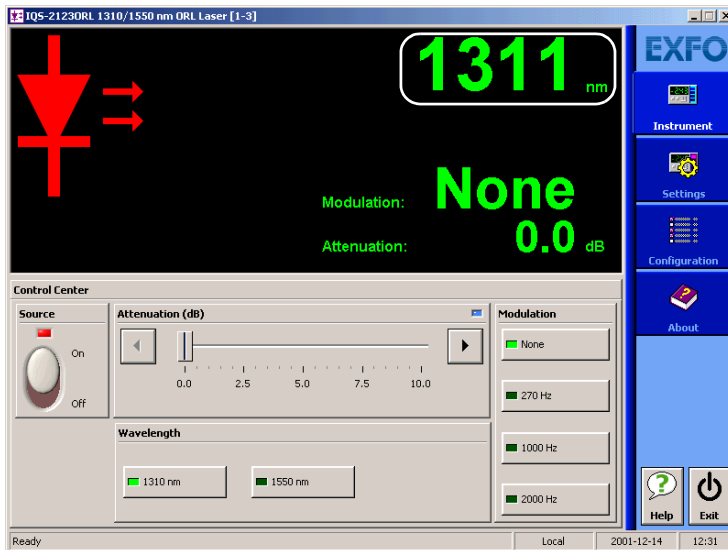 IQS-2123ORL 1310/1550 nm ORL Laser [1-3]
1311 nm
Modulation: None
Attenuation: 0.0 dB
EXFO
Instrument
Settings
Configuration
About
Control Center
Source
On
Off
Attenuation (dB)
0.0 2.5 5.0 7.5 10.0
Wavelength
1310 nm 1550 nm
Modulation
None
270 Hz
1000 Hz
2000 Hz
Help Exit
Ready Local 2001-12-14 12:31